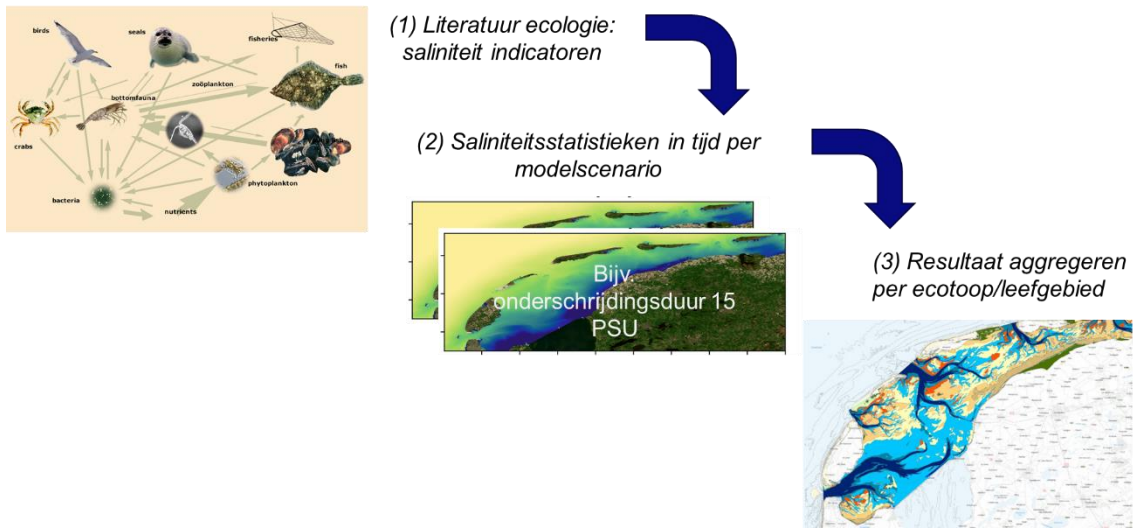 birds
seals
fisheries
fish
zoöplankton
bottomfauna
crabs
phytoplankton
bacteria
nutrients
(1) Literatuur ecologie:
saliniteit indicatoren
(2) Saliniteitsstatistieken in tijd per
modelscenario
Bijv.
onderschrijdingsduur 15
PSU
(3) Resultaat aggregeren
per ecotoop/leefgebied